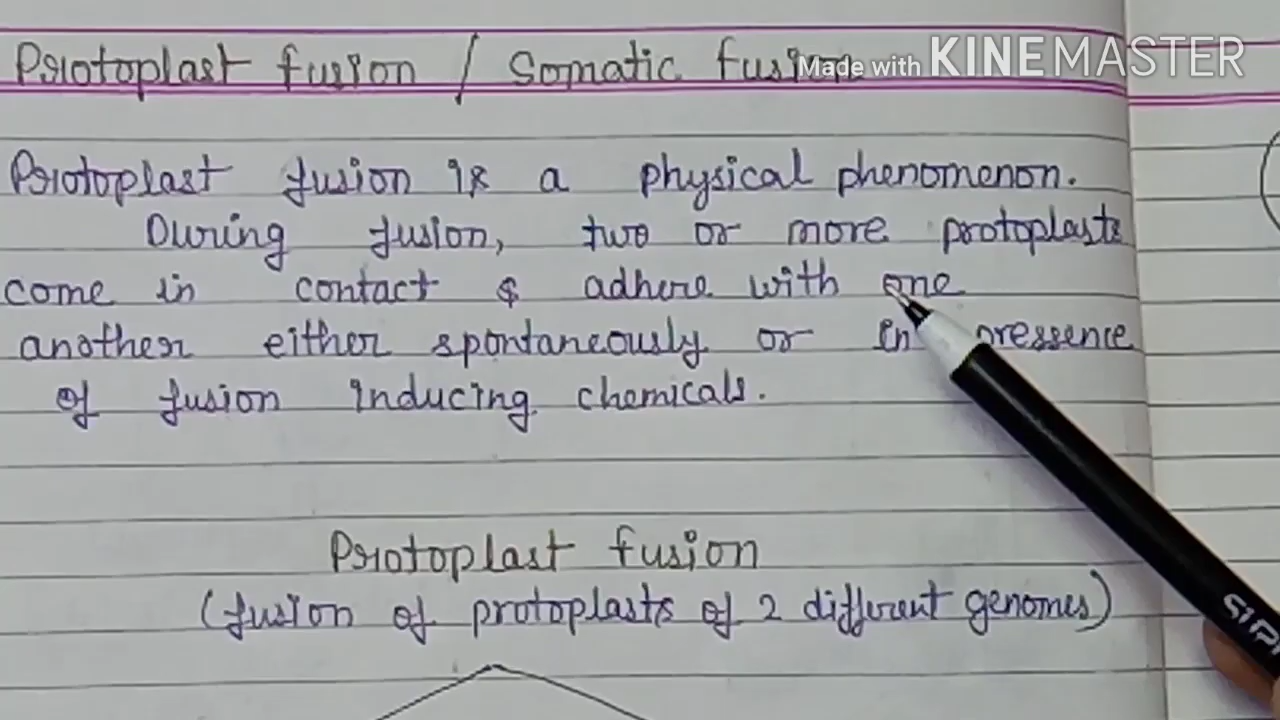 Protoplast fusion / Somatic fusion
Made with KINEMASTER
Protoplast fusion is a physical phenomenon.
During fusion, two or more protoplasts
come in contact & adhere with one
another either spontaneously or in pressence
of fusion inducing chemicals.
Protoplast fusion
(fusion of protoplasts of 2 different genomes)